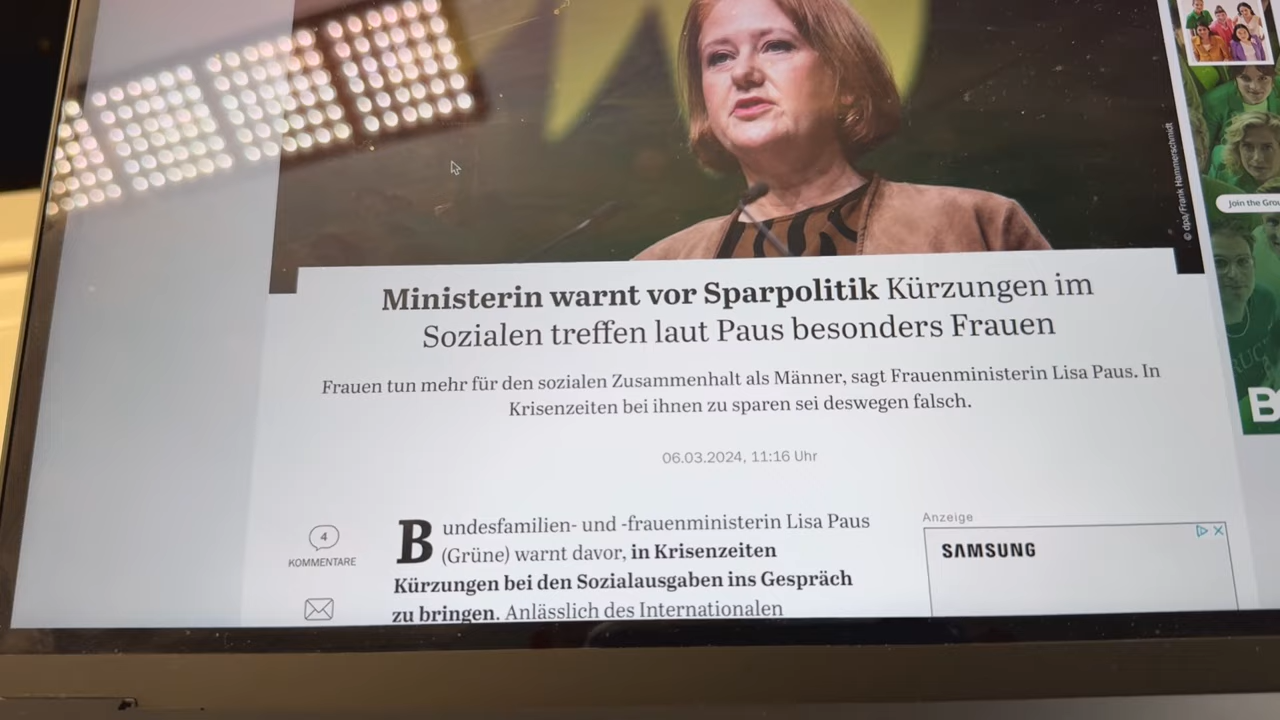 © dpa/Frank Hammerschmidt
Join the Grou
Ministerin warnt vor Sparpolitik Kürzungen im
Sozialen treffen laut Paus besonders Frauen
Frauen tun mehr für den sozialen Zusammenhalt als Männer, sagt Frauenministerin Lisa Paus. In
Krisenzeiten bei ihnen zu sparen sei deswegen falsch.
06.03.2024, 11:16 Uhr
4
KOMMENTARE
Bundesfamilien- und -frauenministerin Lisa Paus
(Grüne) warnt davor, in Krisenzeiten
Kürzungen bei den Sozialausgaben ins Gespräch
zu bringen. Anlässlich des Internationalen
Anzeige
SAMSUNG